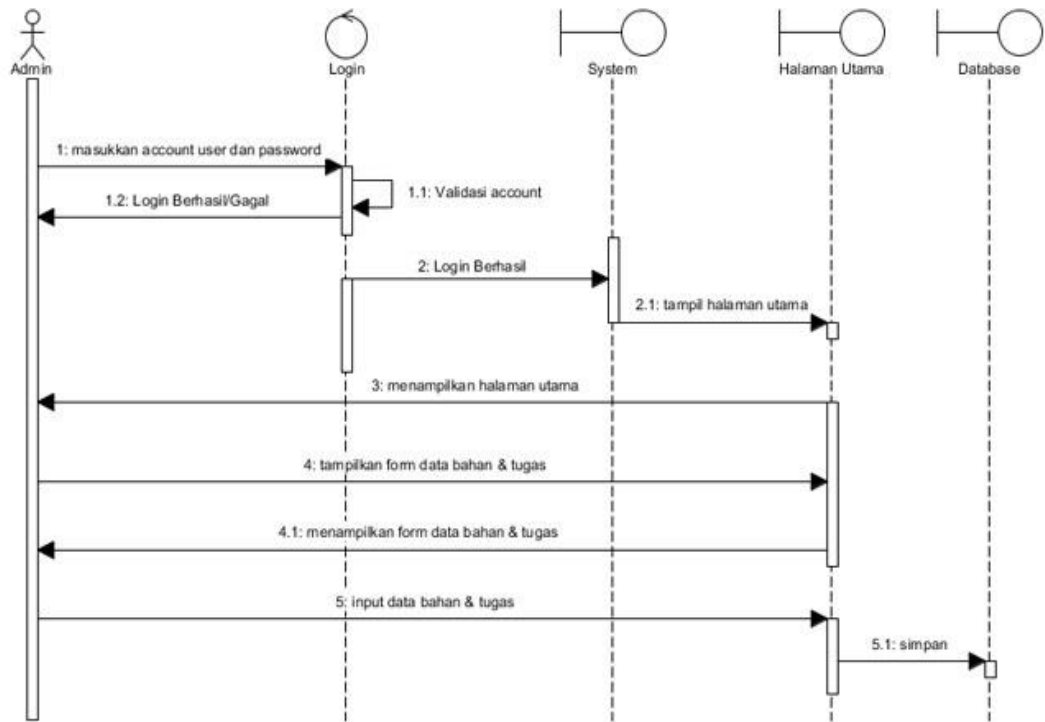 Admin
Login
System
Halaman Utama
Database
1: masukkan account user dan password
1.1: Validasi account
1.2: Login Berhasil/Gagal
2: Login Berhasil
2.1: tampil halaman utama
3: menampilkan halaman utama
4: tampilkan form data bahan & tugas
4.1: menampilkan form data bahan & tugas
5: input data bahan & tugas
5.1: simpan